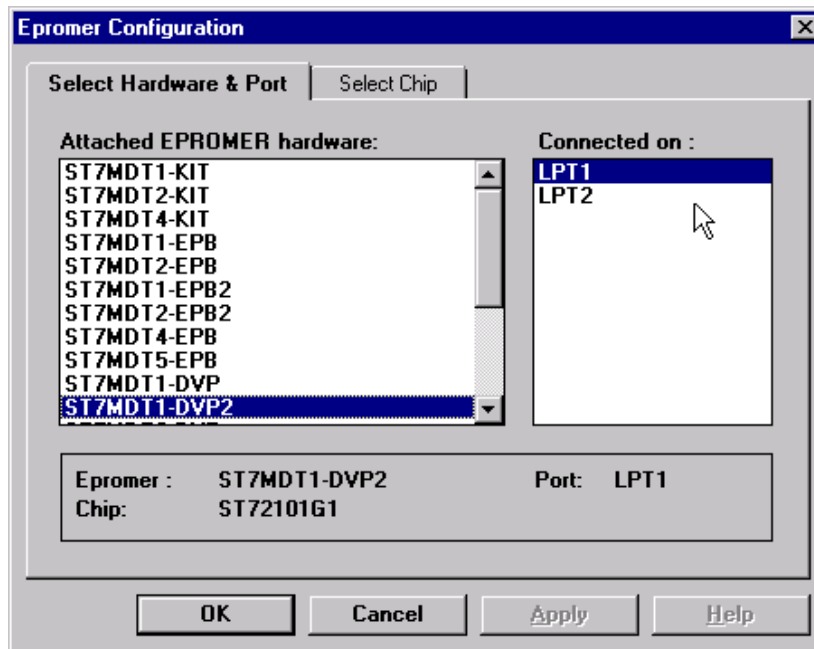 Epromer Configuration
Select Hardware & Port
Select Chip
Attached EPROMER hardware:
ST7MDT1-KIT
ST7MDT2-KIT
ST7MDT4-KIT
ST7MDT1-EPB
ST7MDT2-EPB
ST7MDT1-EPB2
ST7MDT2-EPB2
ST7MDT4-EPB
ST7MDT5-EPB
ST7MDT1-DVP
ST7MDT1-DVP2
Connected on :
LPT1
LPT2
Epromer : ST7MDT1-DVP2 Port: LPT1
Chip: ST72101G1
OK Cancel Apply Help